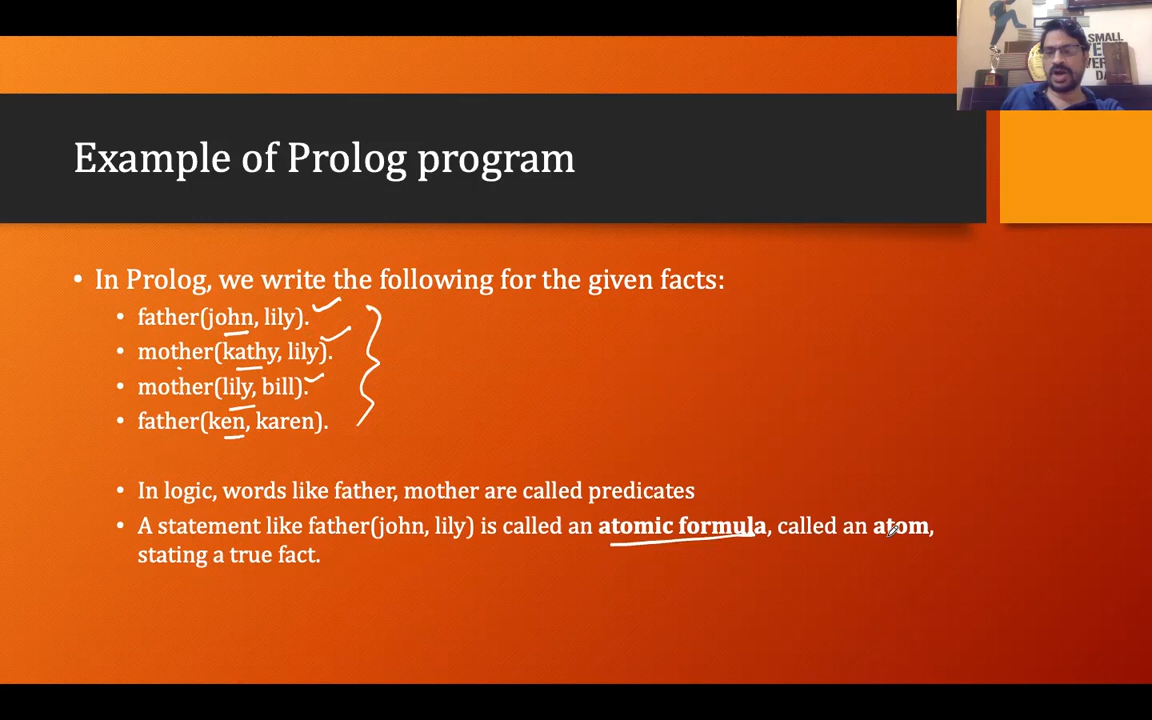 SMALL
Example of Prolog program
• In Prolog, we write the following for the given facts:
• father(john, lily).
• mother(kathy, lily).
• mother(lily, bill).
• father(ken, karen).
• In logic, words like father, mother are called predicates
• A statement like father(john, lily) is called an atomic formula, called an atom,
stating a true fact.